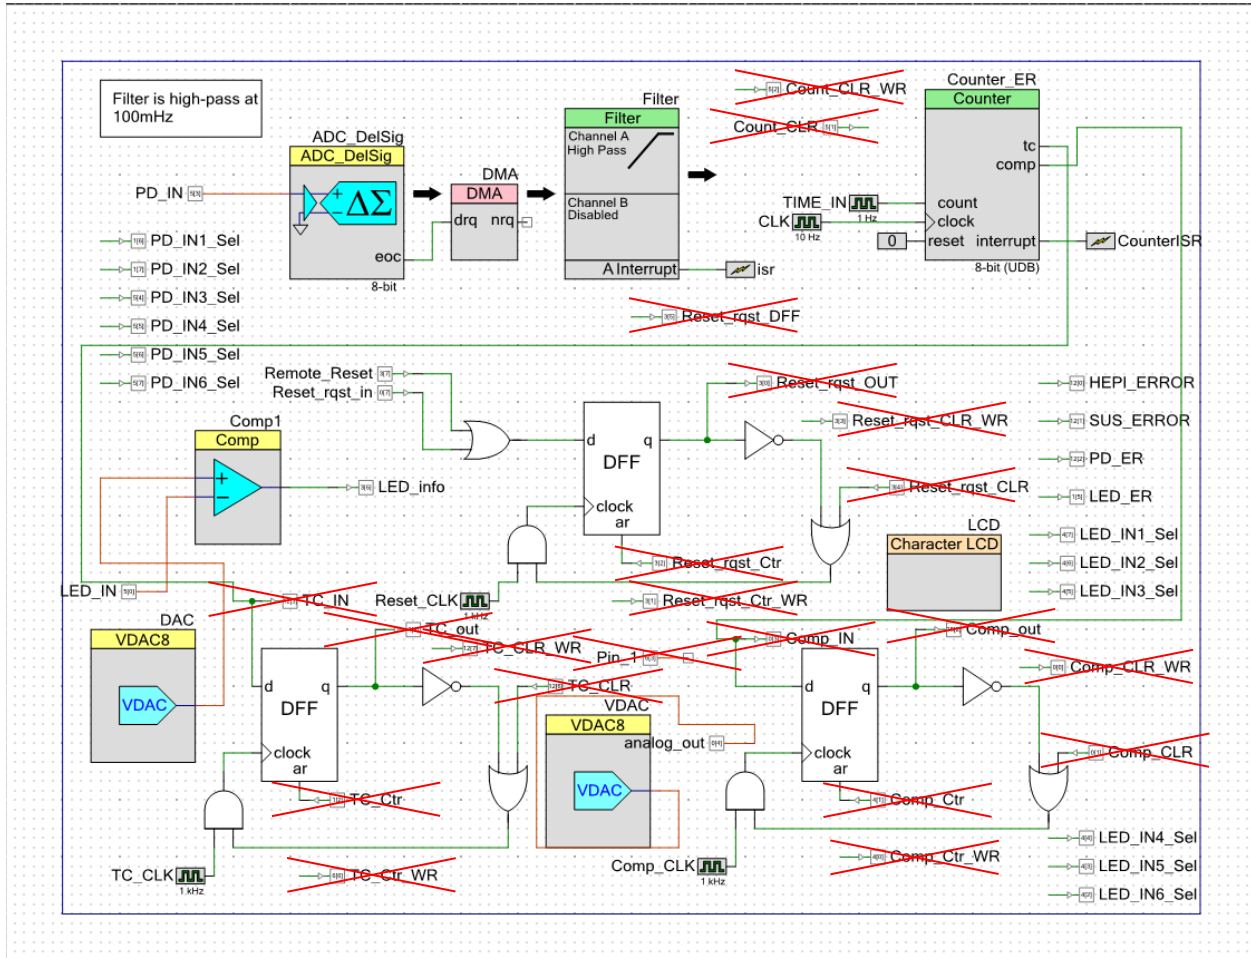 Filter is high-pass at
100mHz
Counter_ER
Counter
tc
comp
count
clock
reset
interrupt
8-bit (UDB)
Count_CLR_WR
Count_CLR
TIME_IN
1 Hz
CLK
10 Hz
0
CounterISR
Filter
Filter
Channel A
High Pass
Channel B
Disabled
A Interrupt
isr
DMA
DMA
drq
nrq
ADC_DelSig
ADC_DelSig
ΔΣ
eoc
8-bit
PD_IN
PD_IN1_Sel
PD_IN2_Sel
PD_IN3_Sel
PD_IN4_Sel
PD_IN5_Sel
PD_IN6_Sel
Reset_rqst_DFF
Remote_Reset
Reset_rqst_in
Reset_rqst_OUT
Reset_rqst_CLR_WR
Reset_rqst_CLR
d
q
DFF
clock
ar
Reset_rqst_Ctr
Reset_rqst_Ctr_WR
Reset_CLK
1 kHz
HEPI_ERROR
SUS_ERROR
PD_ER
LED_ER
LED_IN1_Sel
LED_IN2_Sel
LED_IN3_Sel
LCD
Character LCD
Comp1
Comp
+
−
LED_info
LED_IN
DAC
VDAC8
VDAC
TC_IN
TC_out
TC_CLR_WR
TC_CLR
d
q
DFF
clock
ar
TC_Ctr
TC_CLK
1 kHz
TC_Ctr_WR
Pin_1
VDAC
VDAC8
VDAC
analog_out
Comp_IN
Comp_out
Comp_CLR_WR
Comp_CLR
d
q
DFF
clock
ar
Comp_Ctr
Comp_CLK
1 kHz
Comp_Ctr_WR
LED_IN4_Sel
LED_IN5_Sel
LED_IN6_Sel